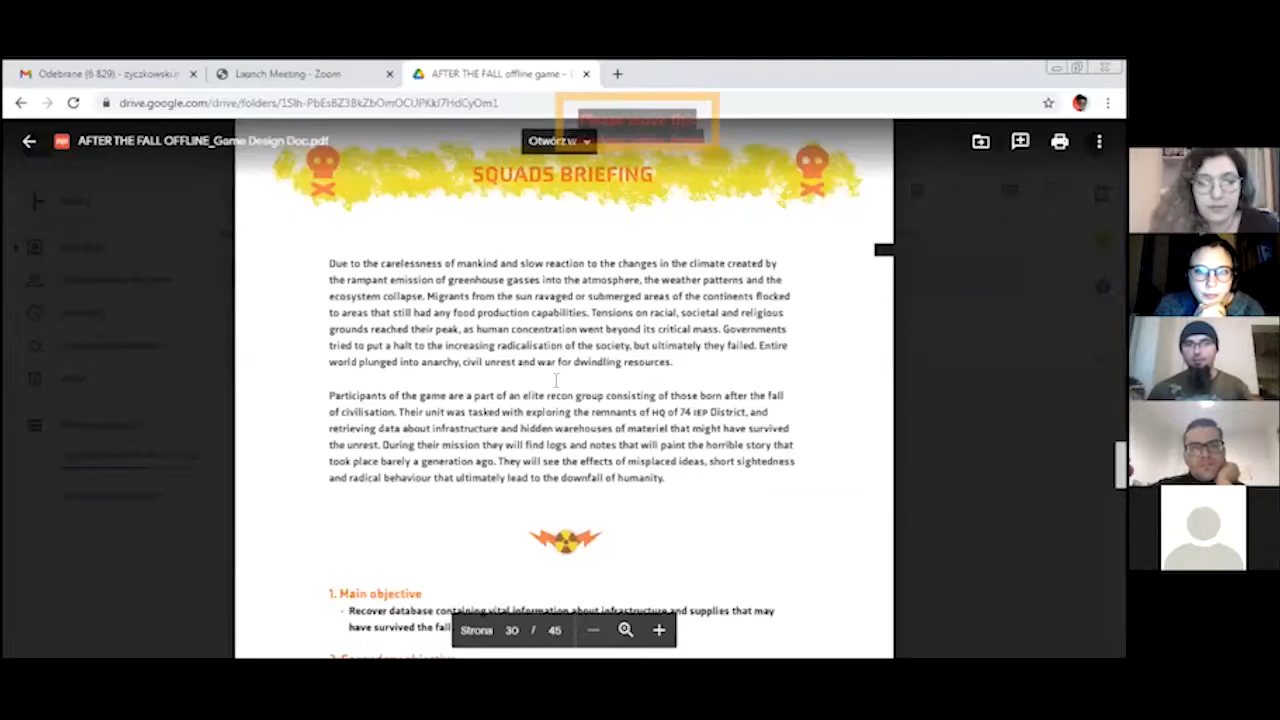 Odebrane (6 829) - zyczkowski.r
Launch Meeting - Zoom
AFTER THE FALL offline game –
AFTER THE FALL OFFLINE_Game Design Doc.pdf
Otwórz w
SQUADS BRIEFING
Due to the carelessness of mankind and slow reaction to the changes in the climate created by
the rampant emission of greenhouse gasses into the atmosphere, the weather patterns and the
ecosystem collapse. Migrants from the sun ravaged or submerged areas of the continents flocked
to areas that still had any food production capabilities. Tensions on racial, societal and religious
grounds reached their peak, as human concentration went beyond its critical mass. Governments
tried to put a halt to the increasing radicalisation of the society, but ultimately they failed. Entire
world plunged into anarchy, civil unrest and war for dwindling resources.
Participants of the game are a part of an elite recon group consisting of those born after the fall
of civilisation. Their unit was tasked with exploring the remnants of HQ of 74 IEP District, and
retrieving data about infrastructure and hidden warehouses of materiel that might have survived
the unrest. During their mission they will find logs and notes that will paint the horrible story that
took place barely a generation ago. They will see the effects of misplaced ideas, short sightedness
and radical behaviour that ultimately lead to the downfall of humanity.
1. Main objective
- Recover database containing vital information about infrastructure and supplies that may
have survived the fall
Strona 30 / 45